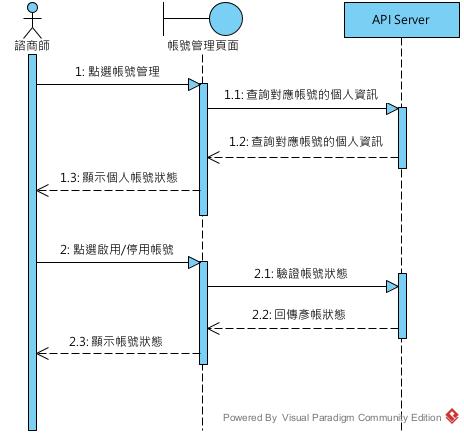 API Server
諮商師
帳號管理頁面
1: 點選帳號管理
1.1: 查詢對應帳號的個人資訊
1.2: 查詢對應帳號的個人資訊
1.3: 顯示個人帳號狀態
2: 點選啟用/停用帳號
2.1: 驗證帳號狀態
2.2: 回傳彥帳狀態
2.3: 顯示帳號狀態
Powered By Visual Paradigm Community Edition